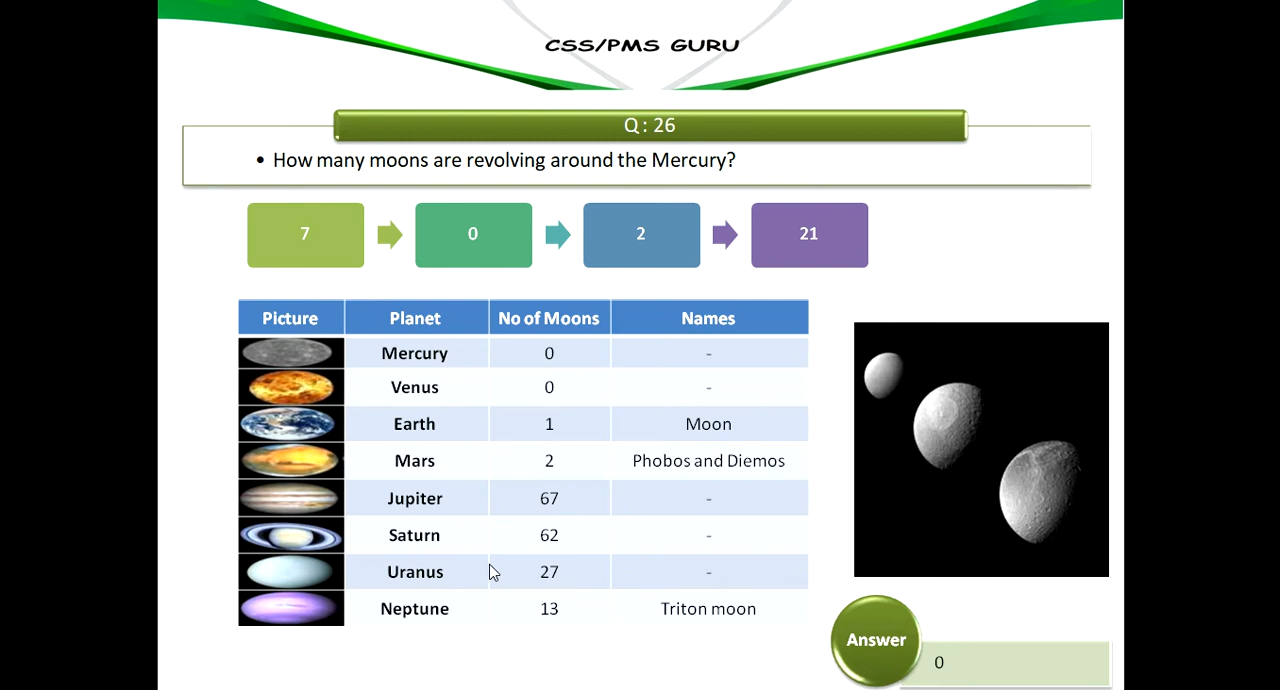 CSS/PMS GURU
Q : 26
• How many moons are revolving around the Mercury?
7 0 2 21
Picture Planet No of Moons Names
Mercury 0 -
Venus 0 -
Earth 1 Moon
Mars 2 Phobos and Diemos
Jupiter 67 -
Saturn 62 -
Uranus 27 -
Neptune 13 Triton moon
Answer
0